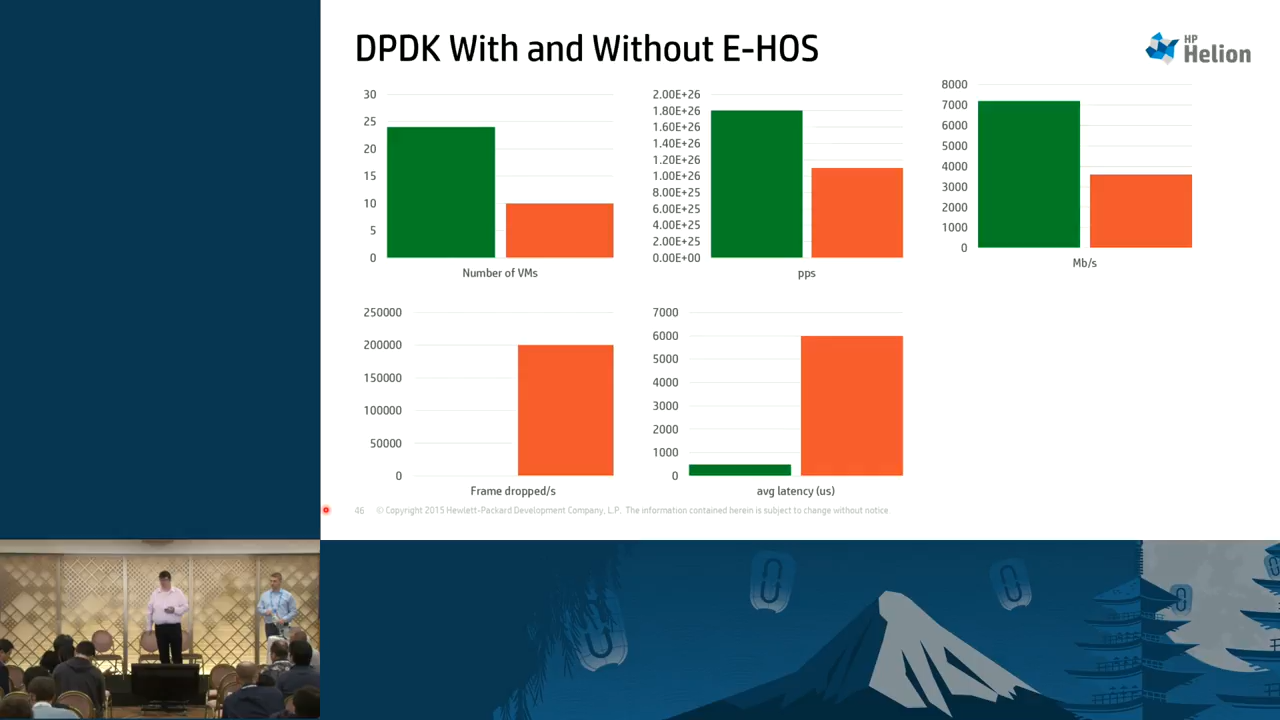 DPDK With and Without E-HOS
HP
Helion
30
25
20
15
10
5
0
Number of VMs
2.00E+26
1.80E+26
1.60E+26
1.40E+26
1.20E+26
1.00E+26
8.00E+25
6.00E+25
4.00E+25
2.00E+25
0.00E+00
pps
8000
7000
6000
5000
4000
3000
2000
1000
0
Mb/s
250000
200000
150000
100000
50000
0
Frame dropped/s
7000
6000
5000
4000
3000
2000
1000
0
avg latency (us)
46 © Copyright 2015 Hewlett-Packard Development Company, L.P. The information contained herein is subject to change without notice.